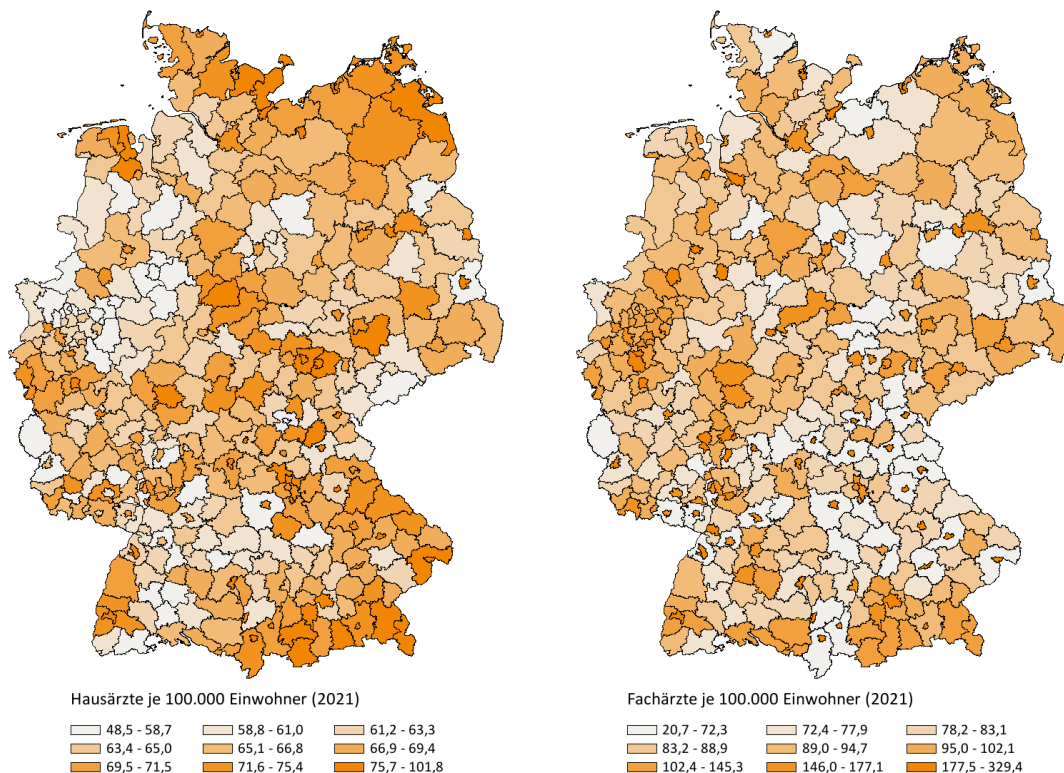 Hausärzte je 100.000 Einwohner (2021)
48,5 - 58,7 58,8 - 61,0 61,2 - 63,3
63,4 - 65,0 65,1 - 66,8 66,9 - 69,4
69,5 - 71,5 71,6 - 75,4 75,7 - 101,8
Fachärzte je 100.000 Einwohner (2021)
20,7 - 72,3 72,4 - 77,9 78,2 - 83,1
83,2 - 88,9 89,0 - 94,7 95,0 - 102,1
102,4 - 145,3 146,0 - 177,1 177,5 - 329,4